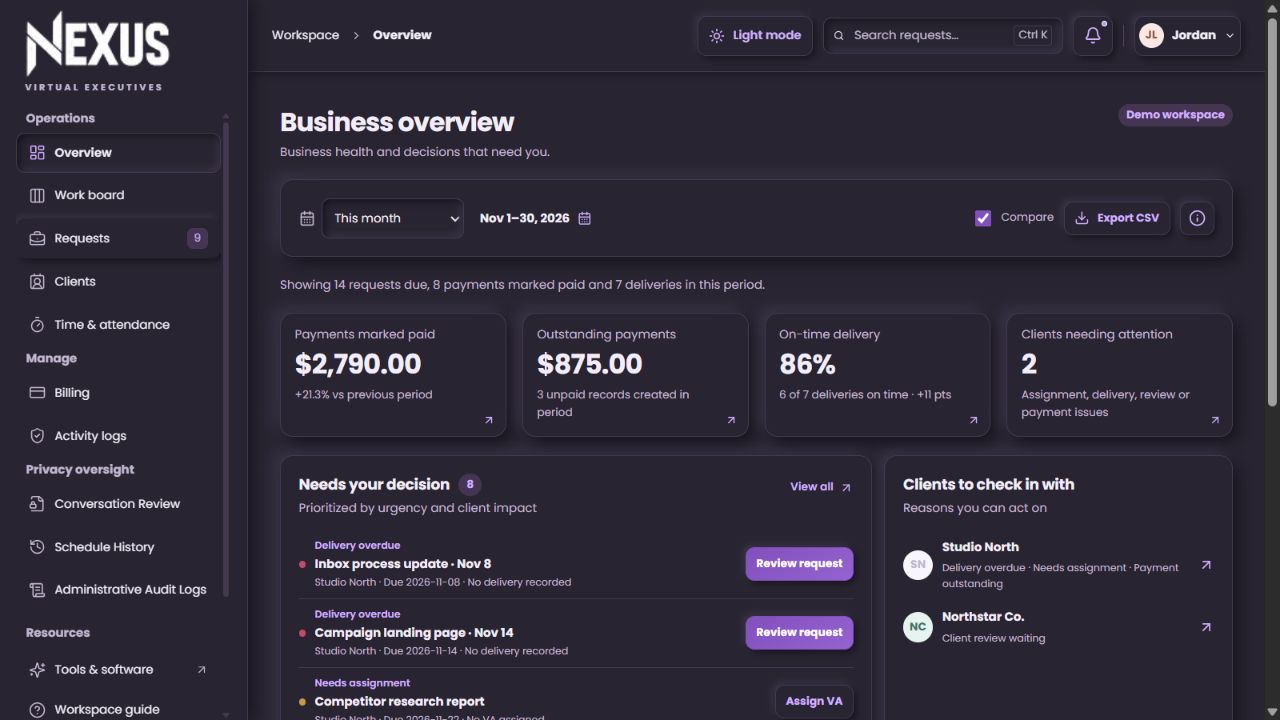 NEXUS
VIRTUAL EXECUTIVES
Operations
Overview
Work board
Requests 9
Clients
Time & attendance
Manage
Billing
Activity logs
Privacy oversight
Conversation Review
Schedule History
Administrative Audit Logs
Resources
Tools & software
Workspace guide
Workspace > Overview
Light mode
Search requests... Ctrl K
JL Jordan
Business overview
Demo workspace
Business health and decisions that need you.
This month Nov 1–30, 2026
Compare Export CSV
Showing 14 requests due, 8 payments marked paid and 7 deliveries in this period.
Payments marked paid
$2,790.00
+21.3% vs previous period
Outstanding payments
$875.00
3 unpaid records created in
period
On-time delivery
86%
6 of 7 deliveries on time · +11 pts
Clients needing attention
2
Assignment, delivery, review or
payment issues
Needs your decision 8
View all
Prioritized by urgency and client impact
Delivery overdue
Inbox process update · Nov 8
Studio North · Due 2026-11-08 · No delivery recorded
Review request
Delivery overdue
Campaign landing page · Nov 14
Studio North · Due 2026-11-14 · No delivery recorded
Review request
Needs assignment
Competitor research report
Studio North · Due 2026-11-22 · No VA assigned
Assign VA
Clients to check in with
Reasons you can act on
SN
Studio North
Delivery overdue · Needs assignment · Payment
outstanding
NC
Northstar Co.
Client review waiting